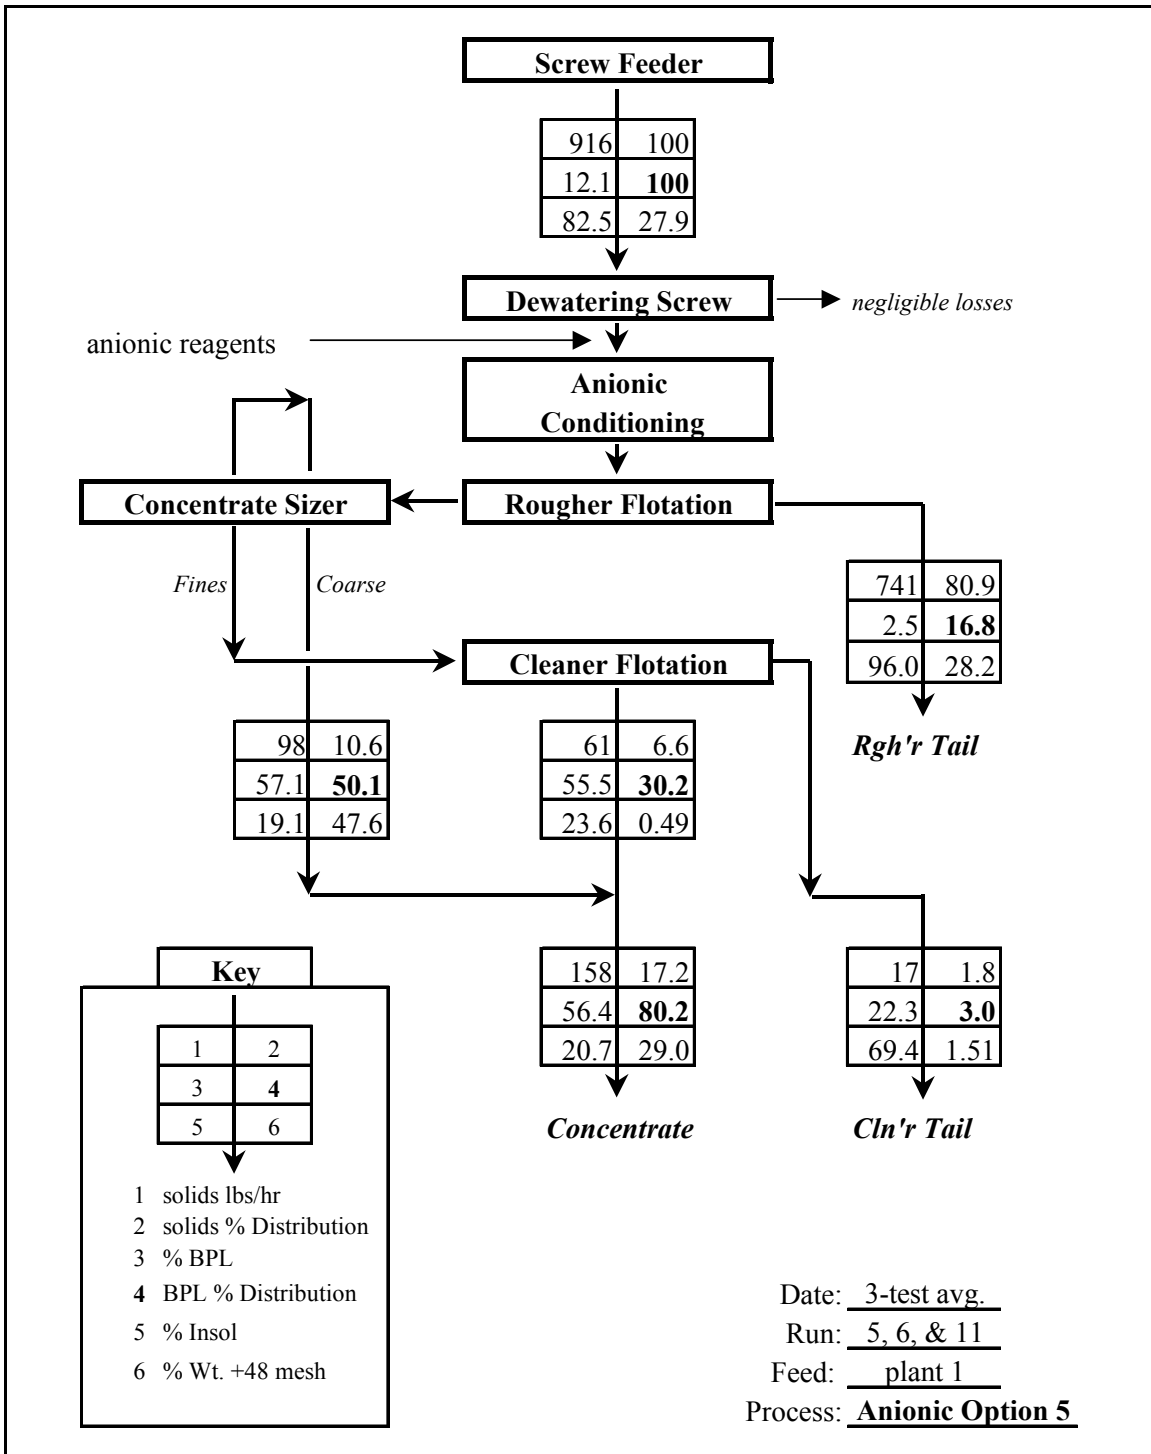 Screw Feeder
916 100
12.1 100
82.5 27.9
Dewatering Screw
negligible losses
anionic reagents
Anionic
Conditioning
Concentrate Sizer
Rougher Flotation
Fines
Coarse
741 80.9
2.5 16.8
96.0 28.2
Rgh'r Tail
Cleaner Flotation
98 10.6
57.1 50.1
19.1 47.6
61 6.6
55.5 30.2
23.6 0.49
158 17.2
56.4 80.2
20.7 29.0
Concentrate
17 1.8
22.3 3.0
69.4 1.51
Cln'r Tail
Key
1 2
3 4
5 6
1 solids lbs/hr
2 solids % Distribution
3 % BPL
4 BPL % Distribution
5 % Insol
6 % Wt. +48 mesh
Date: 3-test avg.
Run: 5, 6, & 11
Feed: plant 1
Process: Anionic Option 5